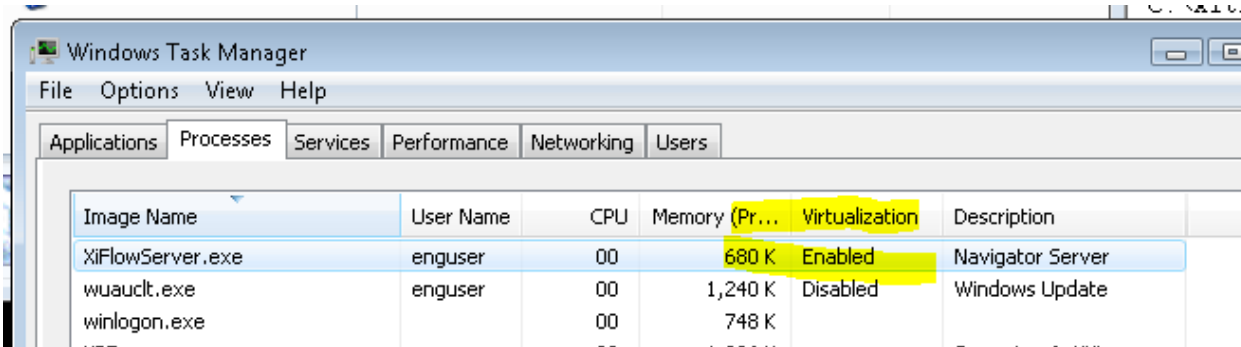 Windows Task Manager
File Options View Help
Applications Processes Services Performance Networking Users
Image Name User Name CPU Memory (Pr... Virtualization Description
XiFlowServer.exe enguser 00 680 K Enabled Navigator Server
wuauclt.exe enguser 00 1,240 K Disabled Windows Update
winlogon.exe 00 748 K